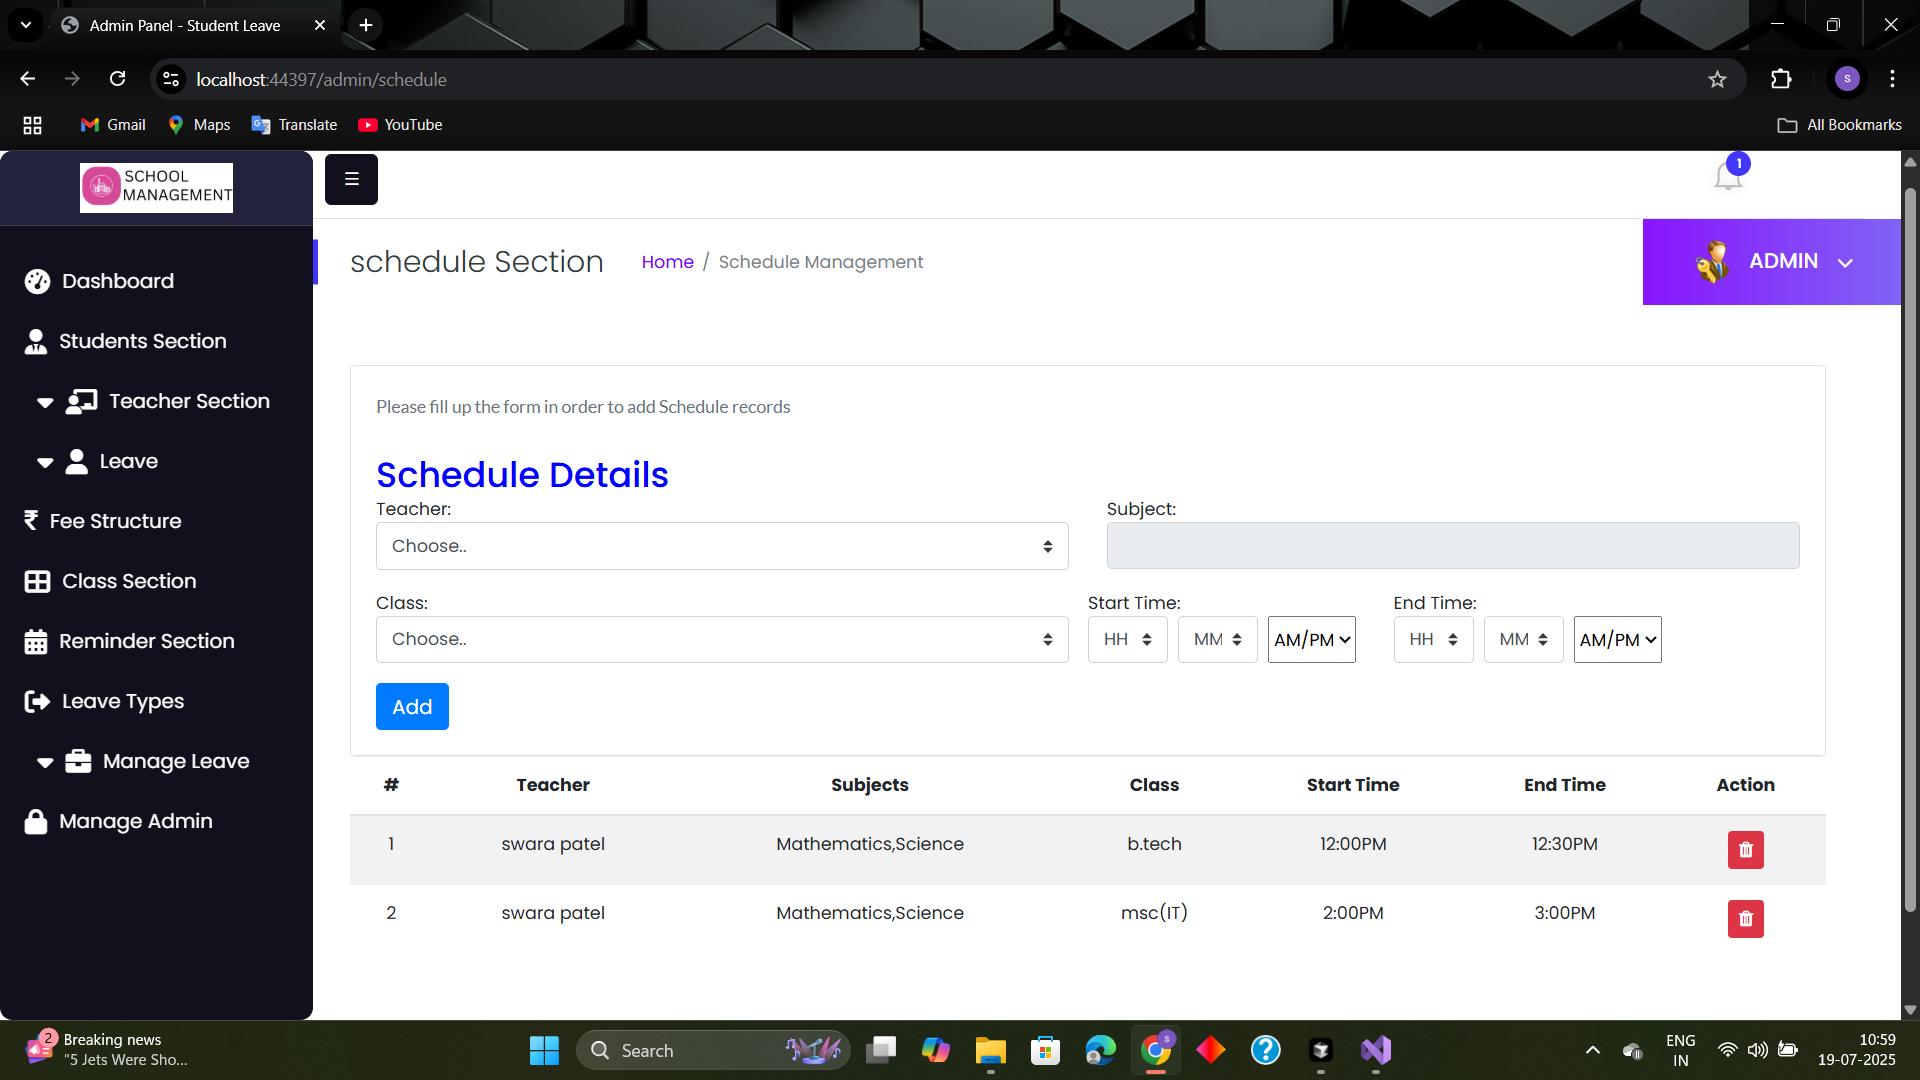 Admin Panel - Student Leave
localhost:44397/admin/schedule
S
Gmail
Maps
Translate
YouTube
All Bookmarks
SCHOOL
MANAGEMENT
1
schedule Section
Home / Schedule Management
ADMIN
Dashboard
Students Section
Teacher Section
Leave
₹ Fee Structure
Class Section
Reminder Section
Leave Types
Manage Leave
Manage Admin
Please fill up the form in order to add Schedule records
Schedule Details
Teacher:
Subject:
Choose..
Class:
Start Time:
End Time:
Choose..
HH
MM
AM/PM
HH
MM
AM/PM
Add
# Teacher Subjects Class Start Time End Time Action
1 swara patel Mathematics,Science b.tech 12:00PM 12:30PM
2 swara patel Mathematics,Science msc(IT) 2:00PM 3:00PM
2
Breaking news
"5 Jets Were Sho...
Search
S
ENG
IN
10:59
19-07-2025